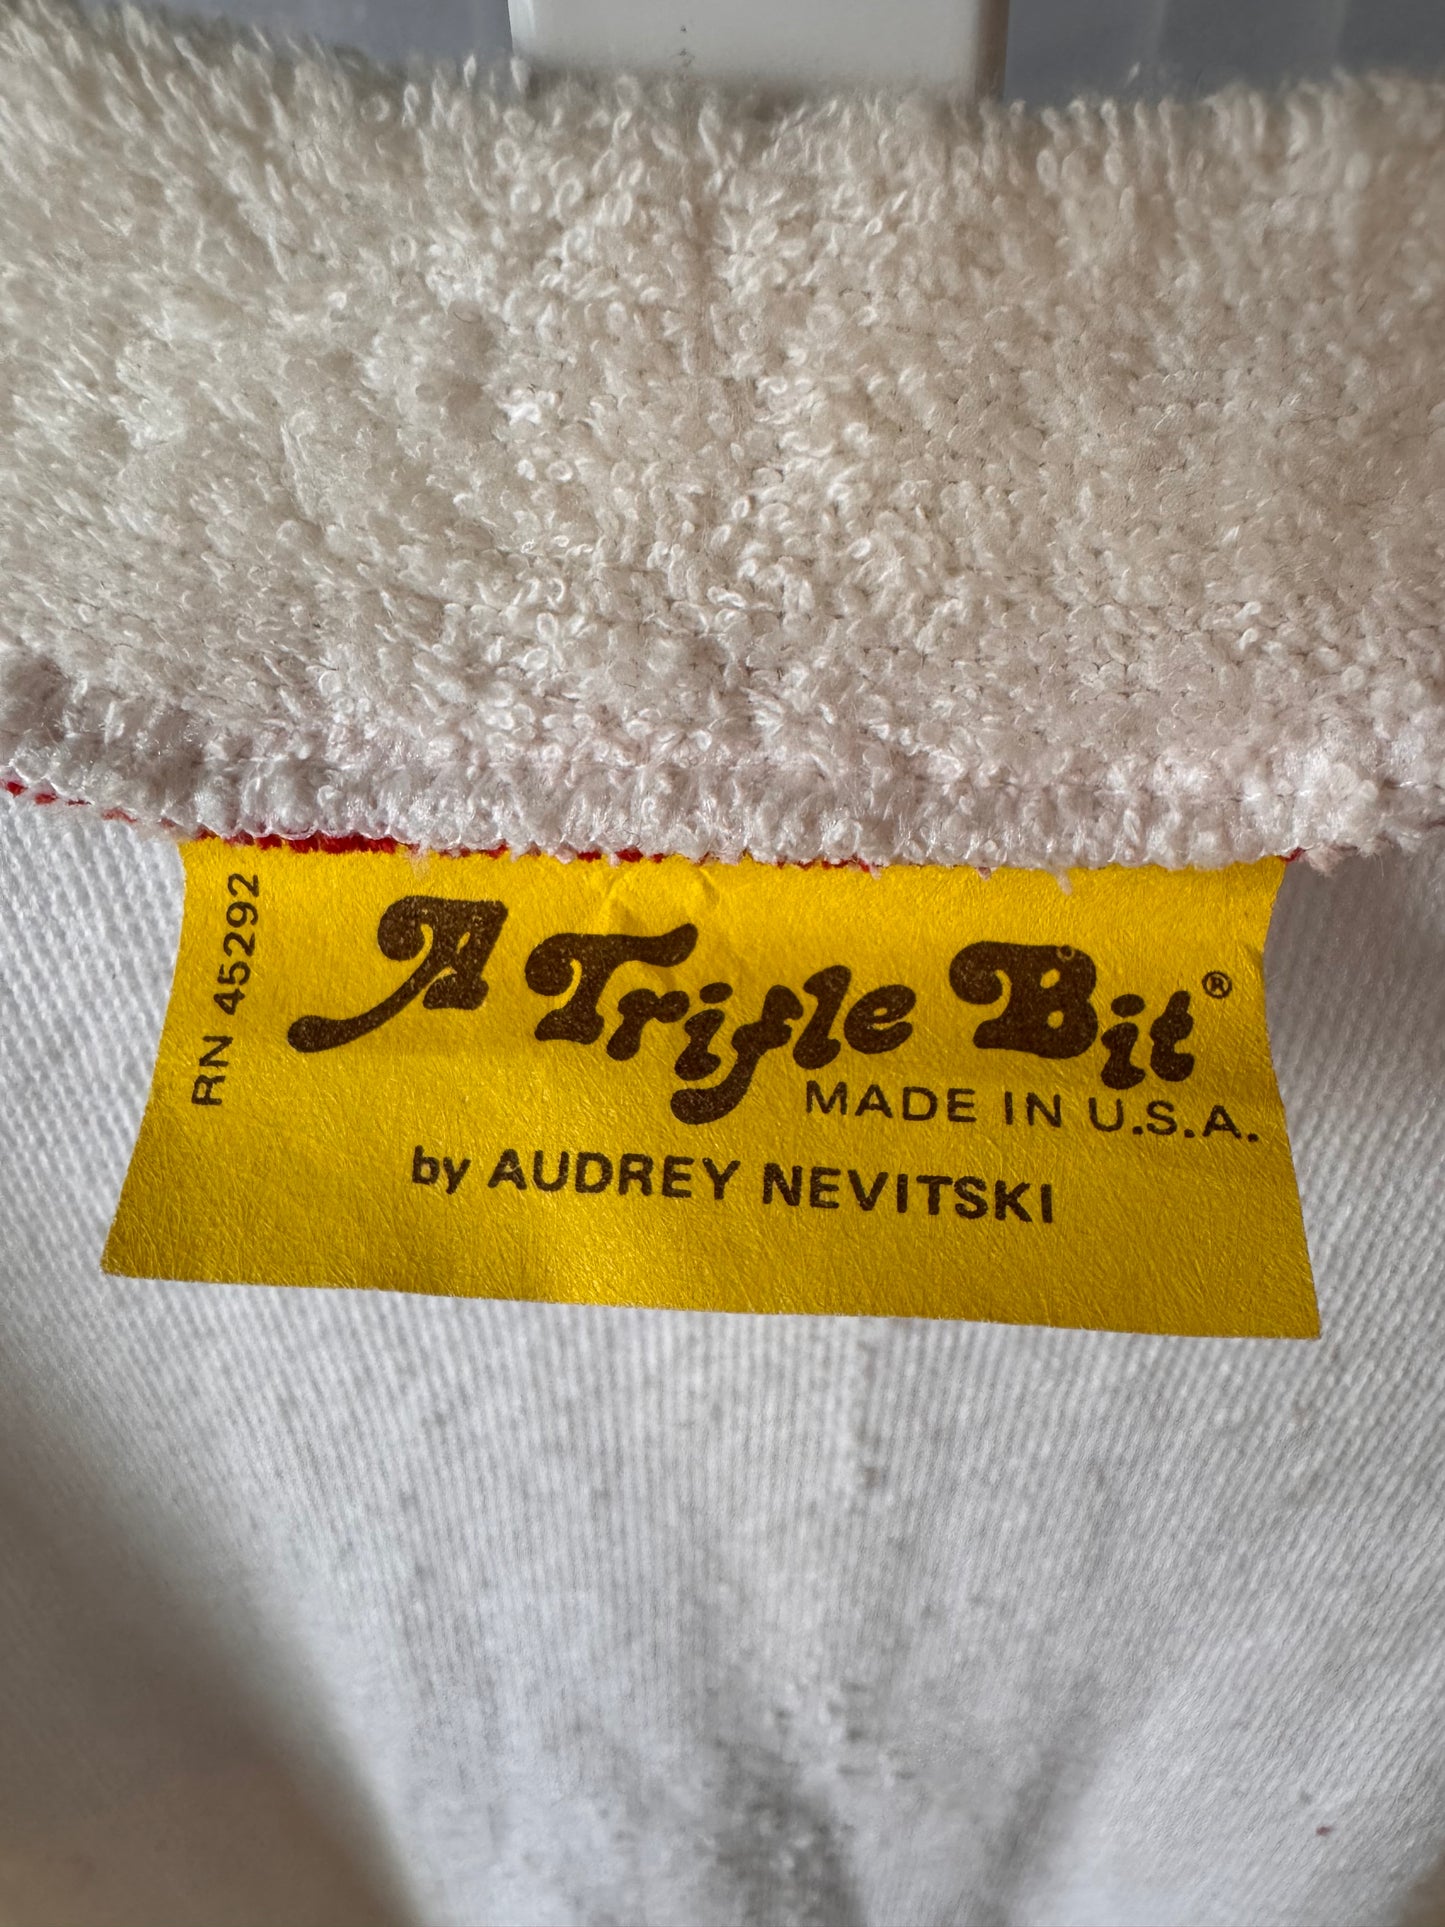 RN 45292
A Trifle Bit®
MADE IN U.S.A.
by AUDREY NEVITSKI